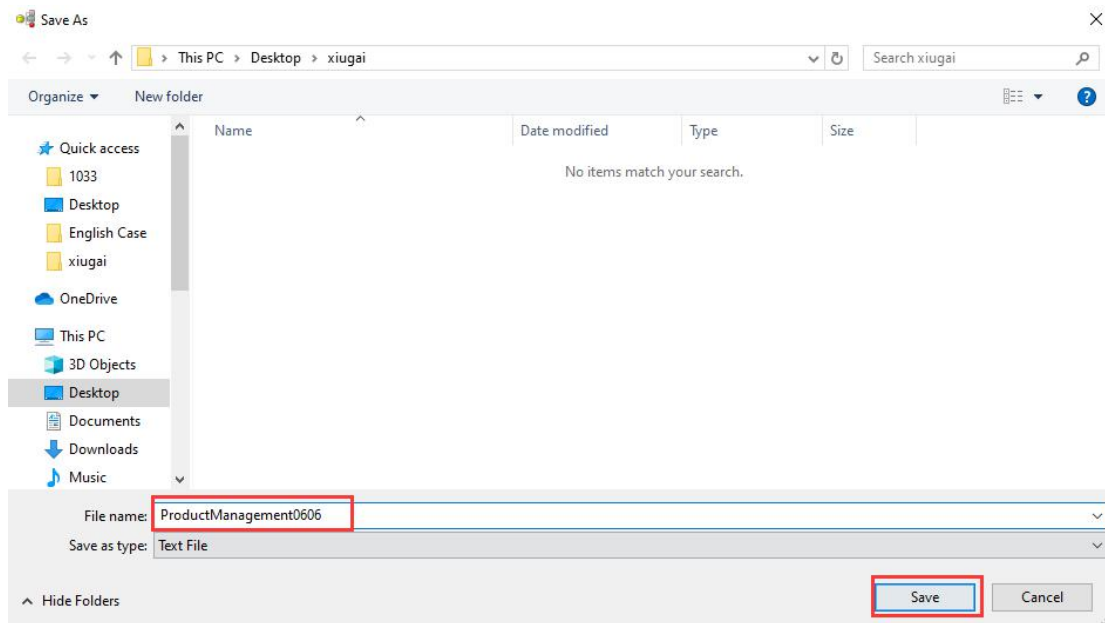 Save As
This PC > Desktop > xiugai
Search xiugai
Organize
New folder
Name
Date modified
Type
Size
No items match your search.
Quick access
1033
Desktop
English Case
xiugai
OneDrive
This PC
3D Objects
Desktop
Documents
Downloads
Music
File name: ProductManagement0606
Save as type: Text File
Hide Folders
Save
Cancel